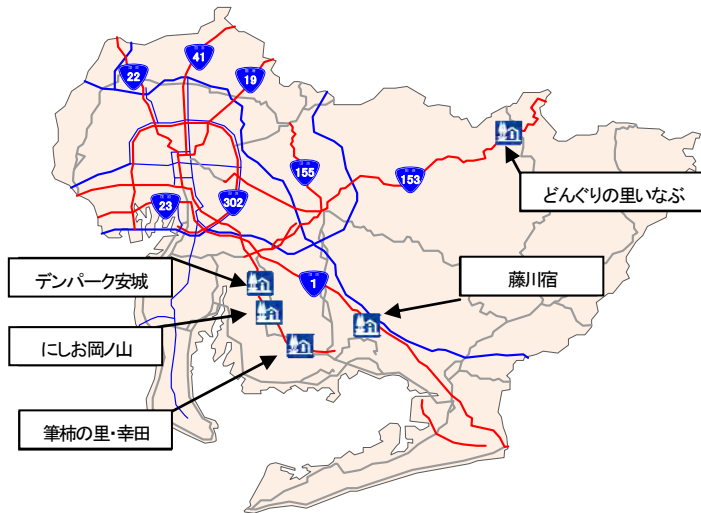 41
22
19
155
153
どんぐりの里いなぶ
23
302
デンパーク安城
1
藤川宿
にしお岡ノ山
筆柿の里・幸田